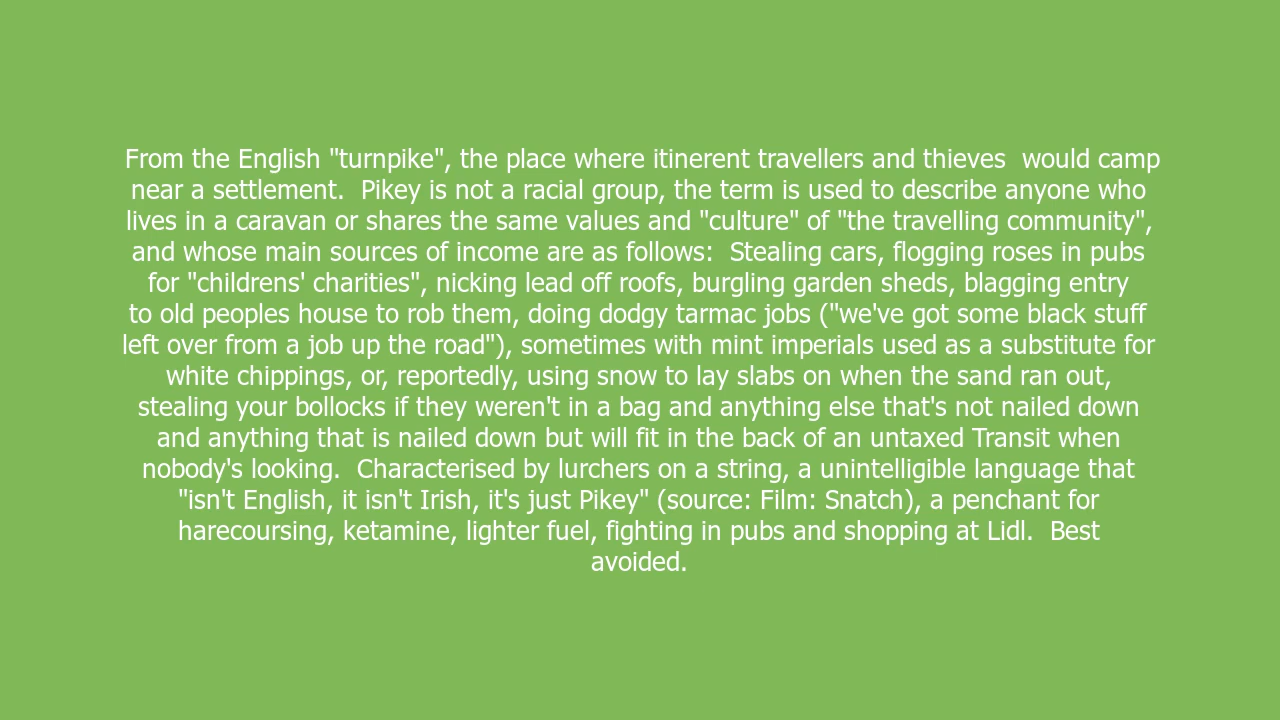 From the English "turnpike", the place where itinerent travellers and thieves  would camp
near a settlement.  Pikey is not a racial group, the term is used to describe anyone who
lives in a caravan or shares the same values and "culture" of "the travelling community",
and whose main sources of income are as follows:  Stealing cars, flogging roses in pubs
for "childrens' charities", nicking lead off roofs, burgling garden sheds, blagging entry
to old peoples house to rob them, doing dodgy tarmac jobs ("we've got some black stuff
left over from a job up the road"), sometimes with mint imperials used as a substitute for
white chippings, or, reportedly, using snow to lay slabs on when the sand ran out,
stealing your bollocks if they weren't in a bag and anything else that's not nailed down
and anything that is nailed down but will fit in the back of an untaxed Transit when
nobody's looking.  Characterised by lurchers on a string, a unintelligible language that
"isn't English, it isn't Irish, it's just Pikey" (source: Film: Snatch), a penchant for
harecoursing, ketamine, lighter fuel, fighting in pubs and shopping at Lidl.  Best
avoided.